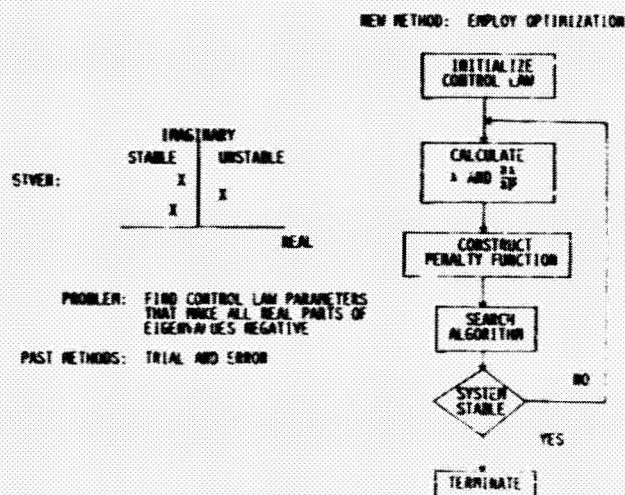 NEW METHOD: EMPLOY OPTIMIZATION
INITIALIZE
CONTROL LAW
IMAGINARY
STABLE UNSTABLE
GIVEN:
X
X
X
REAL
CALCULATE
λ AND ∂λ/∂P
CONSTRUCT
PENALTY FUNCTION
PROBLEM: FIND CONTROL LAW PARAMETERS
THAT MAKE ALL REAL PARTS OF
EIGENVALUES NEGATIVE
PAST METHODS: TRIAL AND ERROR
SEARCH
ALGORITHM
SYSTEM
STABLE
NO
YES
TERMINATE